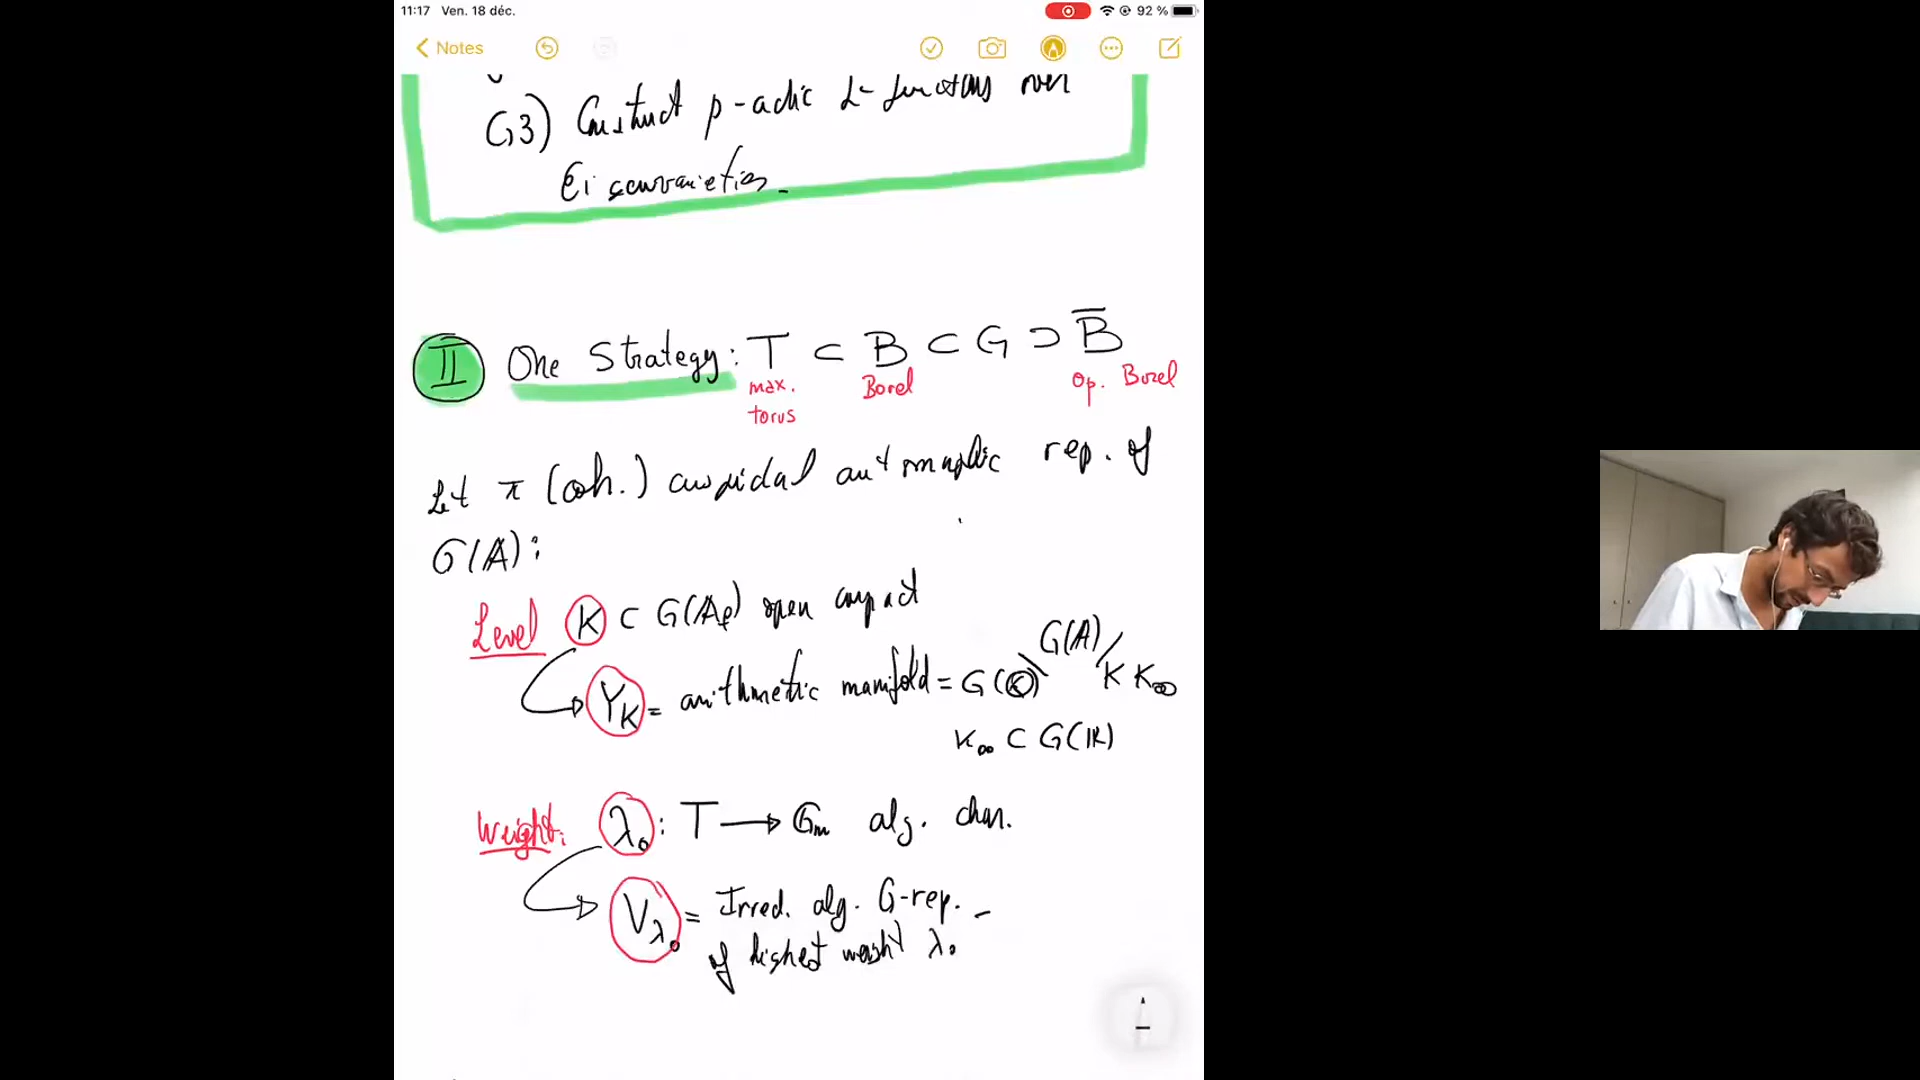 11:17 Ven. 18 déc. 92 %
Notes
G3) Construct p-adic L-functions over
Eigenvarieties.
II One Strategy: T ⊂ B ⊂ G ⊃ B̅
max. torus Borel Op. Borel
Let π (coh.) cuspidal automorphic rep. of
G(A):
Level K ⊂ G(A_f) open compact
Y_K = arithmetic manifold = G(Q)\G(A)/K K_∞
K_∞ ⊂ G(R)
Weight: λ₀: T → G_m alg. char.
V_λ₀ = Irred. alg. G-rep.
of highest weight λ₀